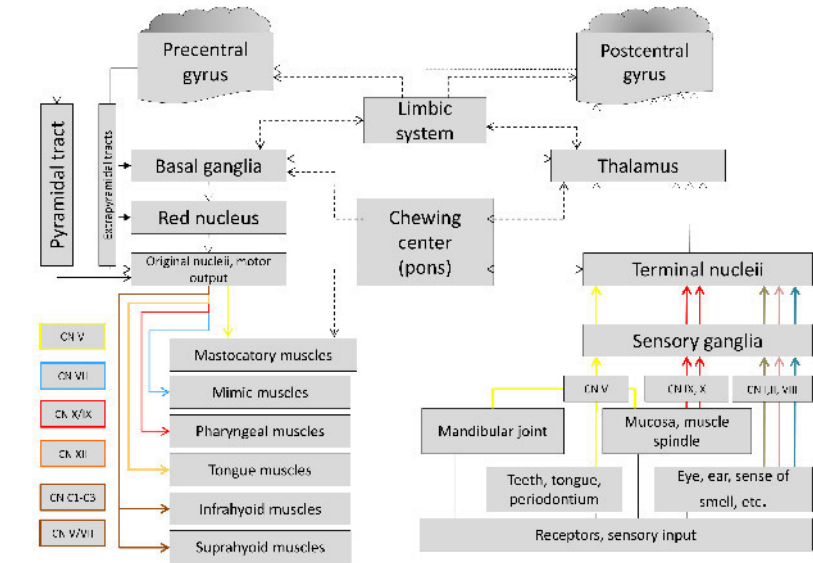 Precentral
gyrus
Postcentral
gyrus
Limbic
system
Pyramidal tract
Extrapyramidal tracts
Basal ganglia
Thalamus
Red nucleus
Chewing
center
(pons)
Original nucleii, motor
output
Terminal nucleii
Sensory ganglia
CN V
CN VII
CN X/IX
CN XII
CN C1-C3
CN V/VII
Mastocatory muscles
Mimic muscles
Pharyngeal muscles
Tongue muscles
Infrahyoid muscles
Suprahyoid muscles
CN V
CN IX, X
CN I,II, VIII
Mandibular joint
Mucosa, muscle
spindle
Teeth, tongue,
periodontium
Eye, ear, sense of
smell, etc.
Receptors, sensory input